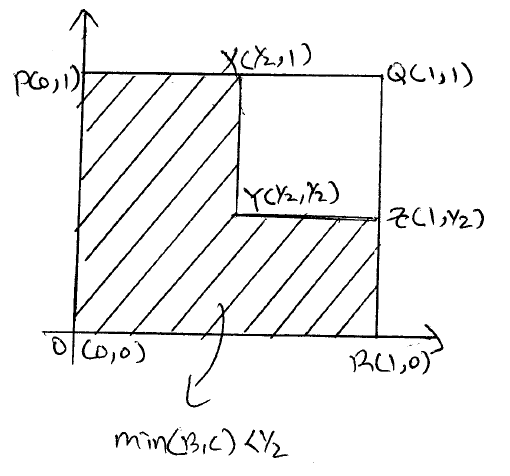 X(1/2,1)
P(0,1)
Q(1,1)
Y(1/2,1/2)
Z(1,1/2)
O (0,0)
R(1,0)
min(B,C) < 1/2